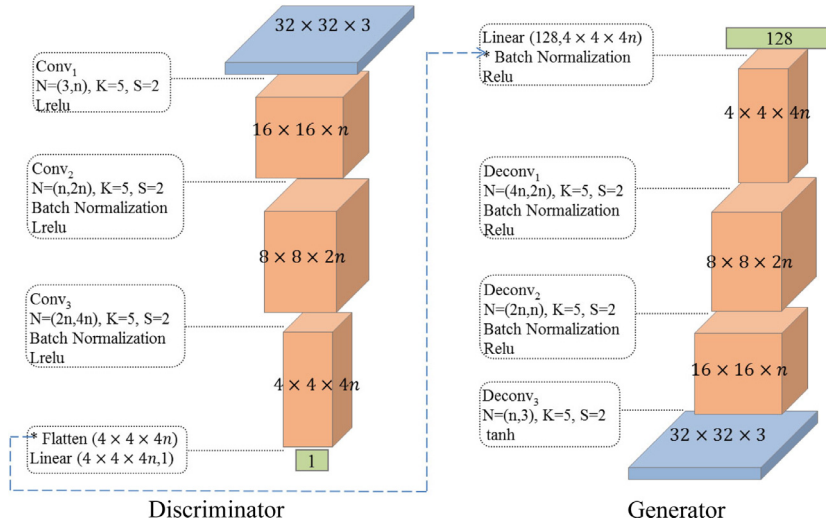 32 × 32 × 3
Conv₁
N=(3,n), K=5, S=2
Lrelu
16 × 16 × n
Conv₂
N=(n,2n), K=5, S=2
Batch Normalization
Lrelu
8 × 8 × 2n
Conv₃
N=(2n,4n), K=5, S=2
Batch Normalization
Lrelu
4 × 4 × 4n
* Flatten (4 × 4 × 4n)
Linear (4 × 4 × 4n,1)
1
Discriminator
Linear (128,4 × 4 × 4n)
* Batch Normalization
Relu
128
4 × 4 × 4n
Deconv₁
N=(4n,2n), K=5, S=2
Batch Normalization
Relu
8 × 8 × 2n
Deconv₂
N=(2n,n), K=5, S=2
Batch Normalization
Relu
16 × 16 × n
Deconv₃
N=(n,3), K=5, S=2
tanh
32 × 32 × 3
Generator